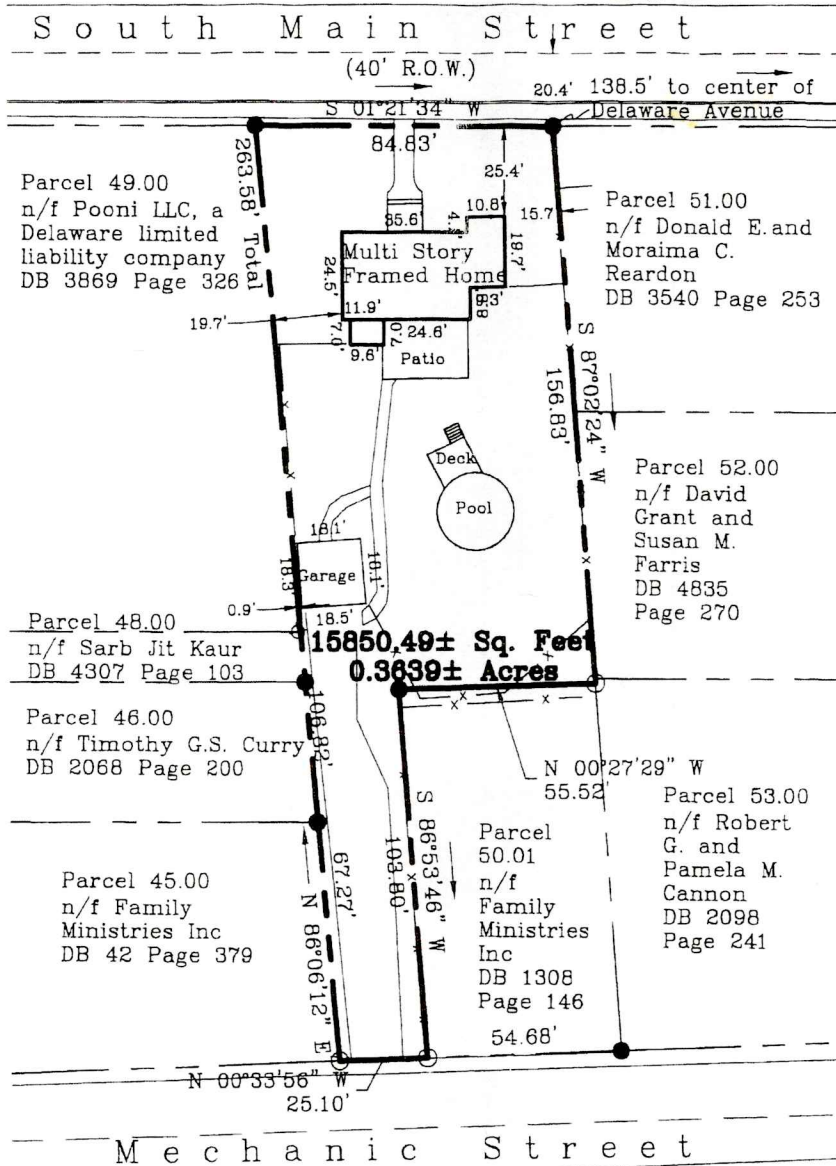 South Main Street
(40' R.O.W.)
20.4'
138.5' to center of
Delaware Avenue
S 01°21'34" W
84.83'
263.58' Total
25.4'
Parcel 49.00
n/f Pooni LLC, a
Delaware limited
liability company
DB 3869 Page 326
Parcel 51.00
n/f Donald E. and
Moraima C.
Reardon
DB 3540 Page 253
35.6'
10.8'
15.7'
19.7'
Multi Story
Framed Home
24.5'
11.9'
19.7'
7.0'
9.6'
7.0'
24.6'
Patio
S 87°02'24" W
156.83'
Deck
Pool
Parcel 52.00
n/f David
Grant and
Susan M.
Farris
DB 4835
Page 270
18.1'
18.3'
18.1'
Garage
0.9'
18.5'
Parcel 48.00
n/f Sarb Jit Kaur
DB 4307 Page 103
15850.49± Sq. Feet
0.3639± Acres
Parcel 46.00
n/f Timothy G.S. Curry
DB 2068 Page 200
106.82'
N 00°27'29" W
55.52'
Parcel 45.00
n/f Family
Ministries Inc
DB 42 Page 379
67.27'
N 86°06'12" E
103.80'
S 86°53'46" W
Parcel
50.01
n/f
Family
Ministries
Inc
DB 1308
Page 146
Parcel 53.00
n/f Robert
G. and
Pamela M.
Cannon
DB 2098
Page 241
54.68'
N 00°33'56" W
25.10'
Mechanic Street